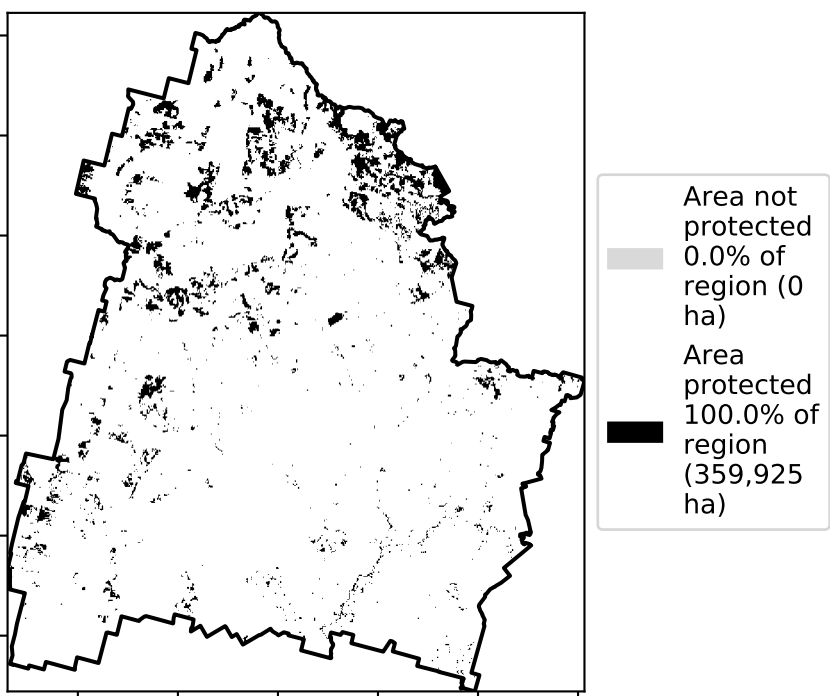 Area not
protected
0.0% of
region (0
ha)
Area
protected
100.0% of
region
(359,925
ha)